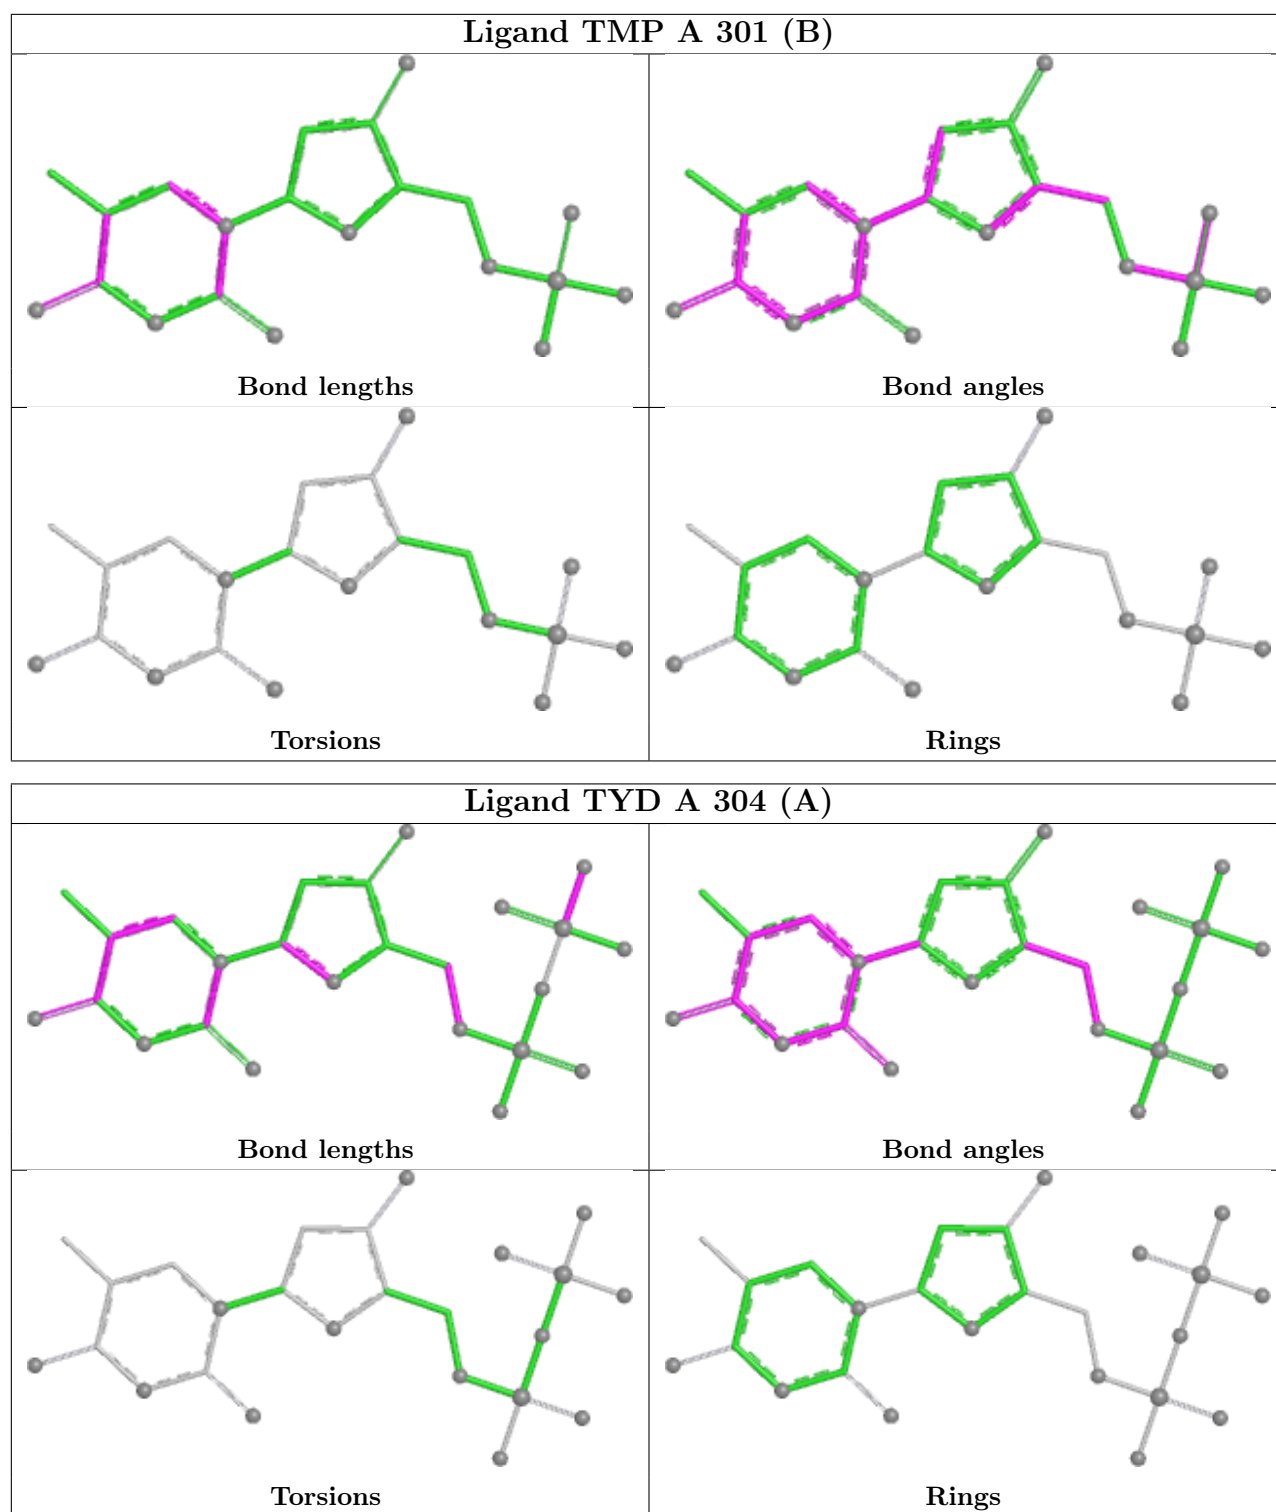 Ligand TMP A 301 (B)
Bond lengths
Bond angles
Torsions
Rings
Ligand TYD A 304 (A)
Bond lengths
Bond angles
Torsions
Rings